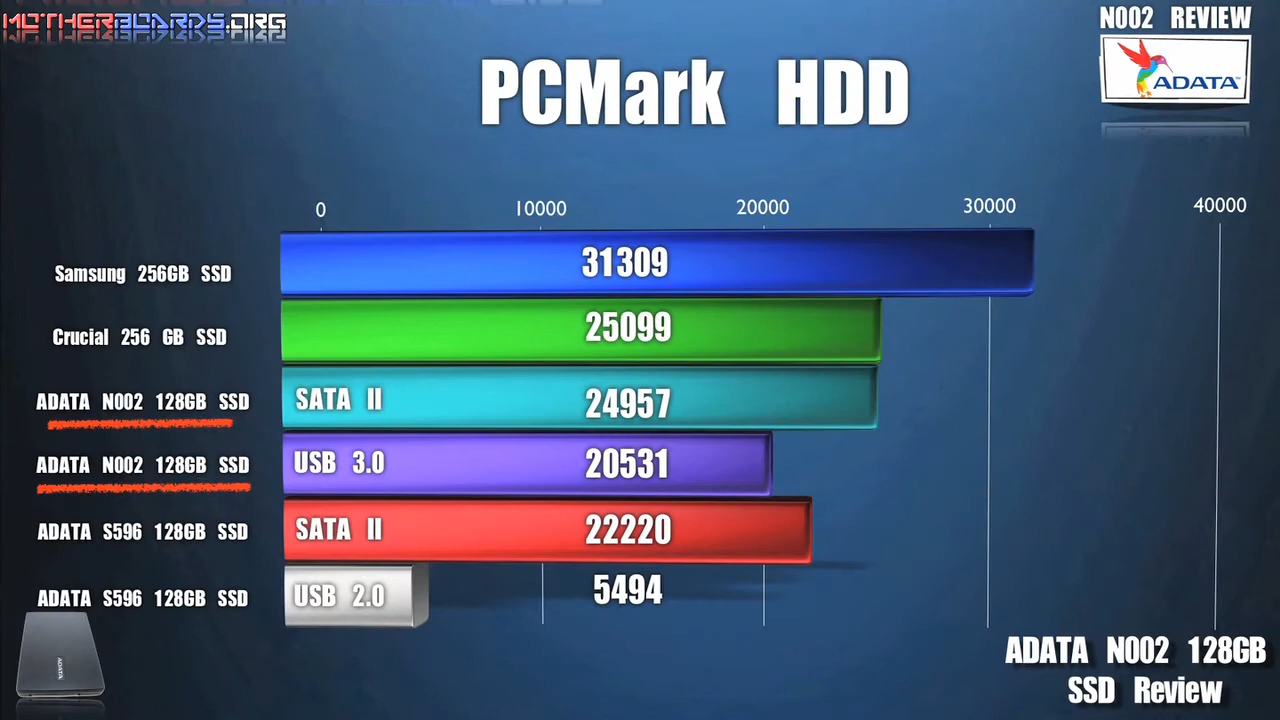 MOTHERBOARDS.ORG
N002 REVIEW
ADATA
PCMark HDD
0 10000 20000 30000 40000
Samsung 256GB SSD 31309
Crucial 256 GB SSD 25099
ADATA N002 128GB SSD SATA II 24957
ADATA N002 128GB SSD USB 3.0 20531
ADATA S596 128GB SSD SATA II 22220
ADATA S596 128GB SSD USB 2.0 5494
ADATA
ADATA N002 128GB
SSD Review